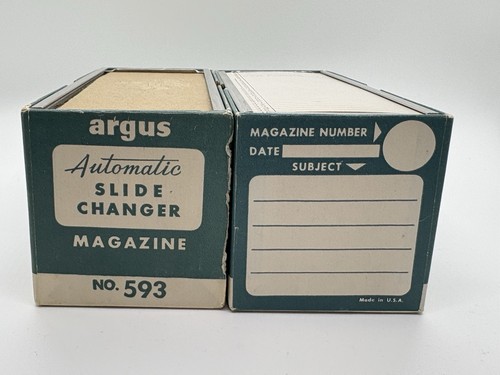 argus
Automatic
SLIDE
CHANGER
MAGAZINE
NO. 593
MAGAZINE NUMBER
DATE
SUBJECT
Made in U.S.A.